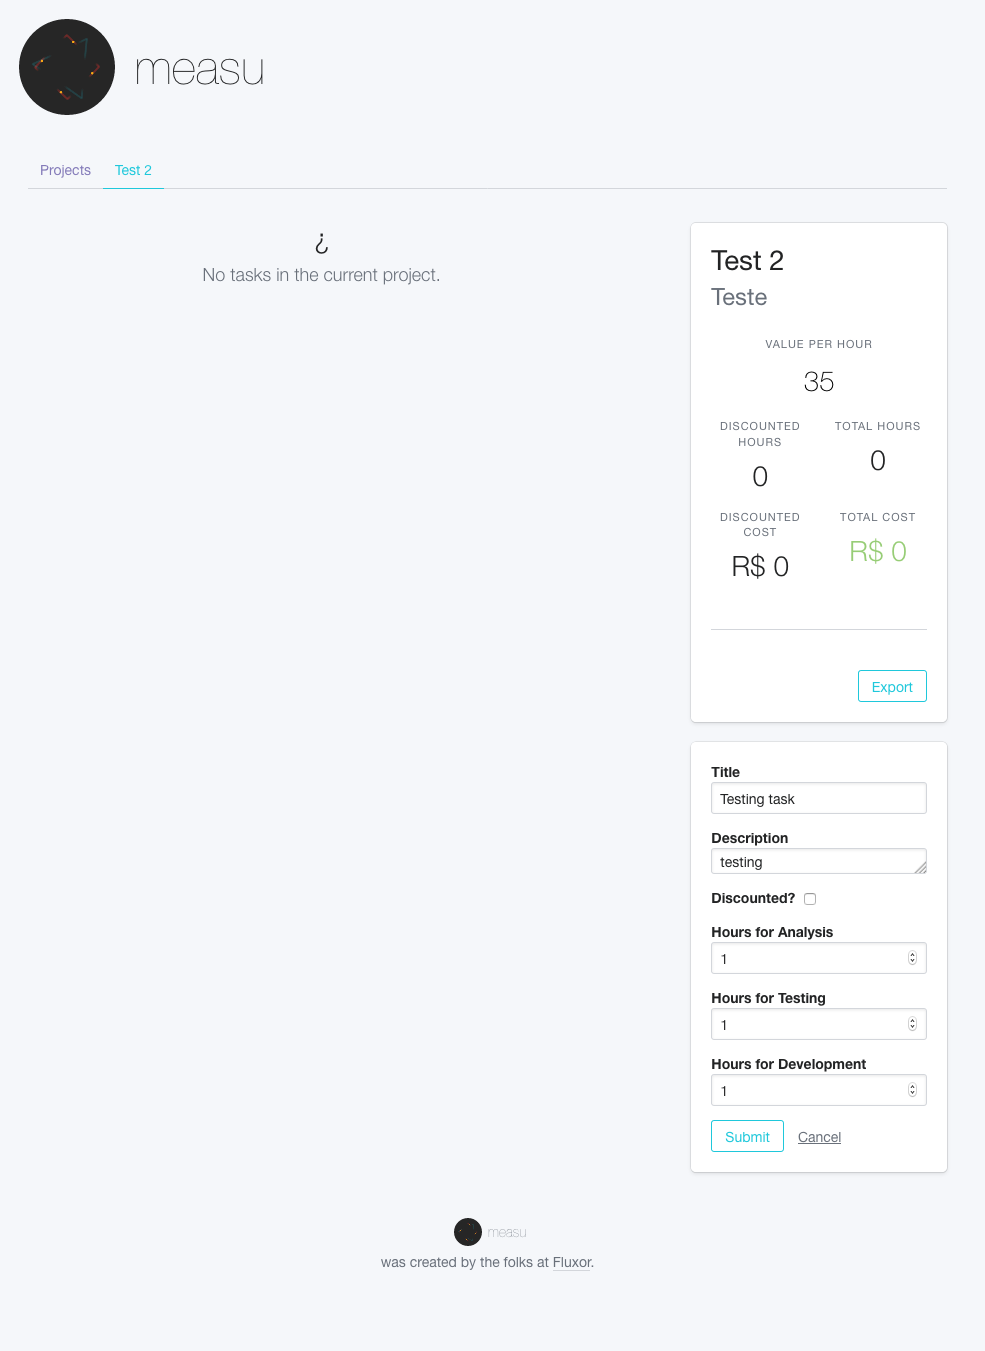 measu
Projects
Test 2
¿
No tasks in the current project.
Test 2
Teste
VALUE PER HOUR
35
DISCOUNTED
HOURS
0
TOTAL HOURS
0
DISCOUNTED
COST
R$ 0
TOTAL COST
R$ 0
Export
Title
Testing task
Description
testing
Discounted?
Hours for Analysis
1
Hours for Testing
1
Hours for Development
1
Submit
Cancel
measu
was created by the folks at Fluxor.